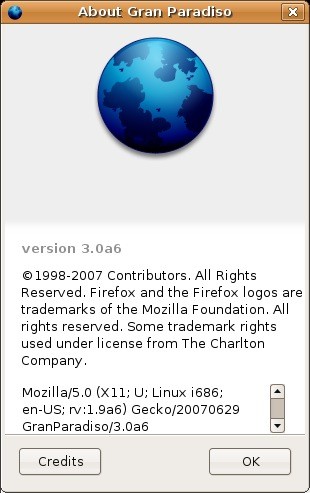 About Gran Paradiso
version 3.0a6
©1998-2007 Contributors. All Rights
Reserved. Firefox and the Firefox logos are
trademarks of the Mozilla Foundation. All
rights reserved. Some trademark rights
used under license from The Charlton
Company.
Mozilla/5.0 (X11; U; Linux i686;
en-US; rv:1.9a6) Gecko/20070629
GranParadiso/3.0a6
Credits
OK